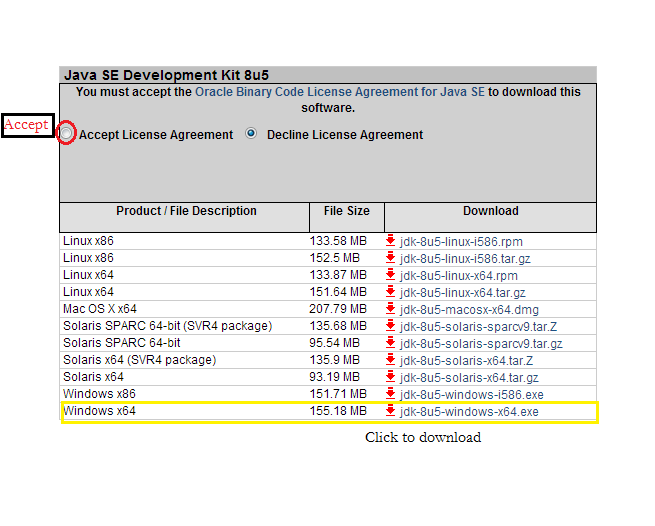 Java SE Development Kit 8u5
You must accept the Oracle Binary Code License Agreement for Java SE to download this
software.
Accept
Accept License Agreement Decline License Agreement
Product / File Description File Size Download
Linux x86 133.58 MB jdk-8u5-linux-i586.rpm
Linux x86 152.5 MB jdk-8u5-linux-i586.tar.gz
Linux x64 133.87 MB jdk-8u5-linux-x64.rpm
Linux x64 151.64 MB jdk-8u5-linux-x64.tar.gz
Mac OS X x64 207.79 MB jdk-8u5-macosx-x64.dmg
Solaris SPARC 64-bit (SVR4 package) 135.68 MB jdk-8u5-solaris-sparcv9.tar.Z
Solaris SPARC 64-bit 95.54 MB jdk-8u5-solaris-sparcv9.tar.gz
Solaris x64 (SVR4 package) 135.9 MB jdk-8u5-solaris-x64.tar.Z
Solaris x64 93.19 MB jdk-8u5-solaris-x64.tar.gz
Windows x86 151.71 MB jdk-8u5-windows-i586.exe
Windows x64 155.18 MB jdk-8u5-windows-x64.exe
Click to download